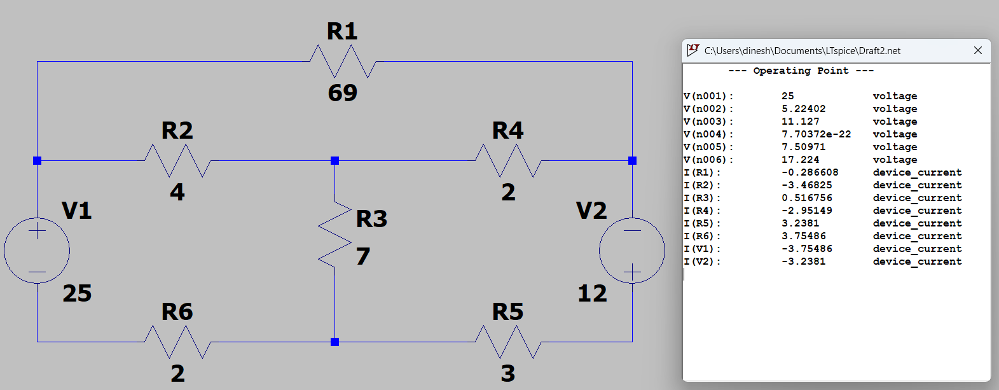 R1
69
R2
4
R4
2
V1
25
R3
7
V2
12
R6
2
R5
3
C:\Users\dinesh\Documents\LTspice\Draft2.net
--- Operating Point ---
V(n001): 25 voltage
V(n002): 5.22402 voltage
V(n003): 11.127 voltage
V(n004): 7.70372e-22 voltage
V(n005): 7.50971 voltage
V(n006): 17.224 voltage
I(R1): -0.286608 device_current
I(R2): -3.46825 device_current
I(R3): 0.516756 device_current
I(R4): -2.95149 device_current
I(R5): 3.2381 device_current
I(R6): 3.75486 device_current
I(V1): -3.75486 device_current
I(V2): -3.2381 device_current